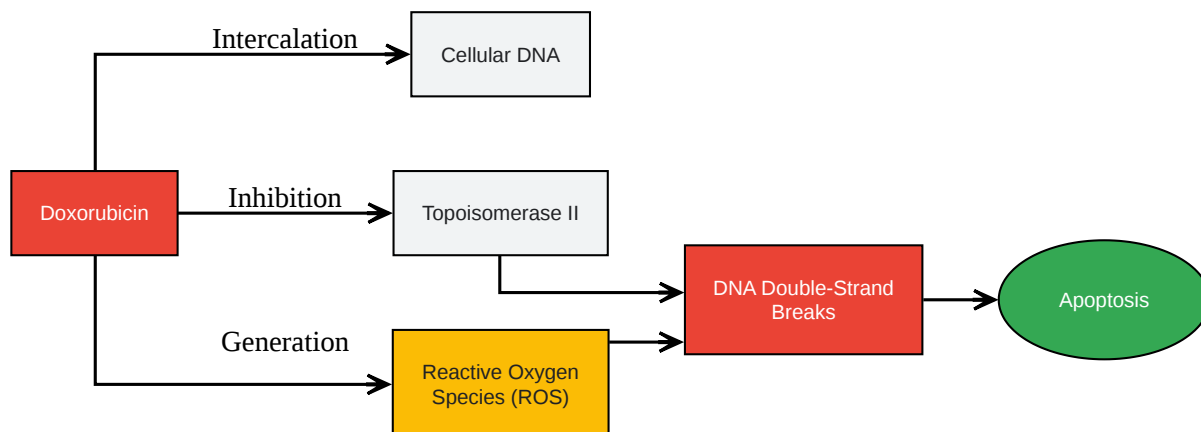 Intercalation
Cellular DNA
Doxorubicin
Inhibition
Topoisomerase II
DNA Double-Strand
Breaks
Apoptosis
Generation
Reactive Oxygen
Species (ROS)